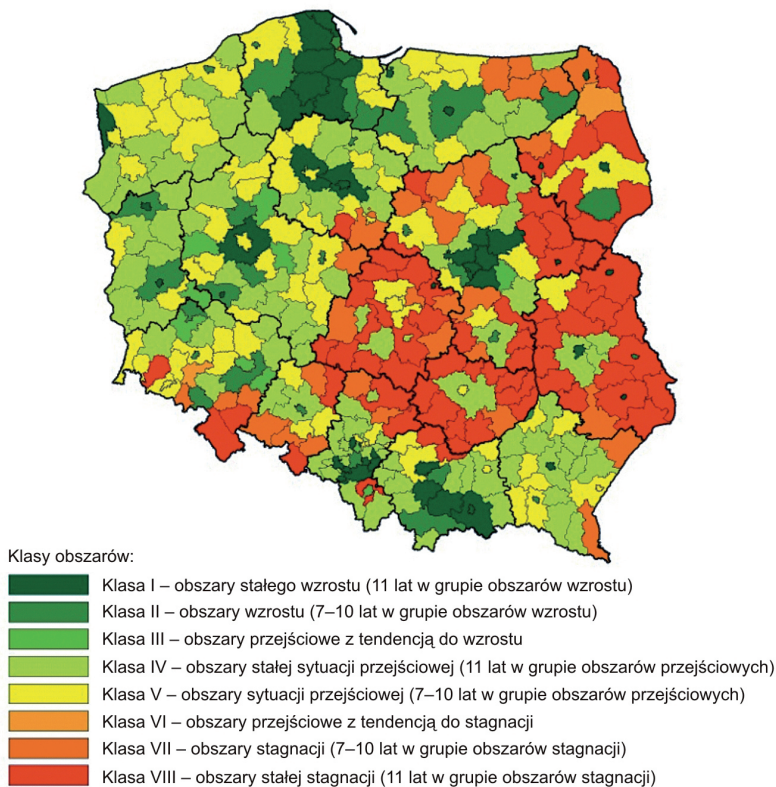 Klasy obszarów:
Klasa I – obszary stałego wzrostu (11 lat w grupie obszarów wzrostu)
Klasa II – obszary wzrostu (7–10 lat w grupie obszarów wzrostu)
Klasa III – obszary przejściowe z tendencją do wzrostu
Klasa IV – obszary stałej sytuacji przejściowej (11 lat w grupie obszarów przejściowych)
Klasa V – obszary sytuacji przejściowej (7–10 lat w grupie obszarów przejściowych)
Klasa VI – obszary przejściowe z tendencją do stagnacji
Klasa VII – obszary stagnacji (7–10 lat w grupie obszarów stagnacji)
Klasa VIII – obszary stałej stagnacji (11 lat w grupie obszarów stagnacji)